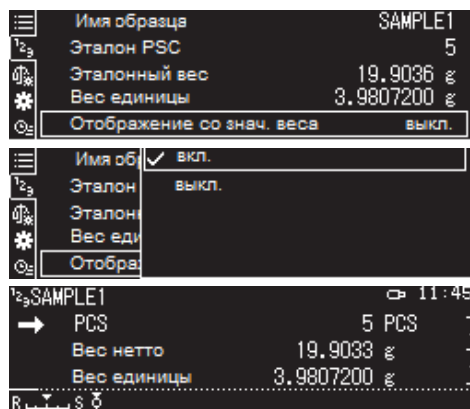 Имя образца SAMPLE1
Эталон PSC 5
Эталонный вес 19.9036 g
Вес единицы 3.9807200 g
Отображение со знач. веса выкл.
Имя обр вкл.
Эталон выкл.
Эталон
Вес еди
Отобра
SAMPLE1 11:45
PCS 5 PCS
Вес нетто 19.9033 g
Вес единицы 3.9807200 g
R S